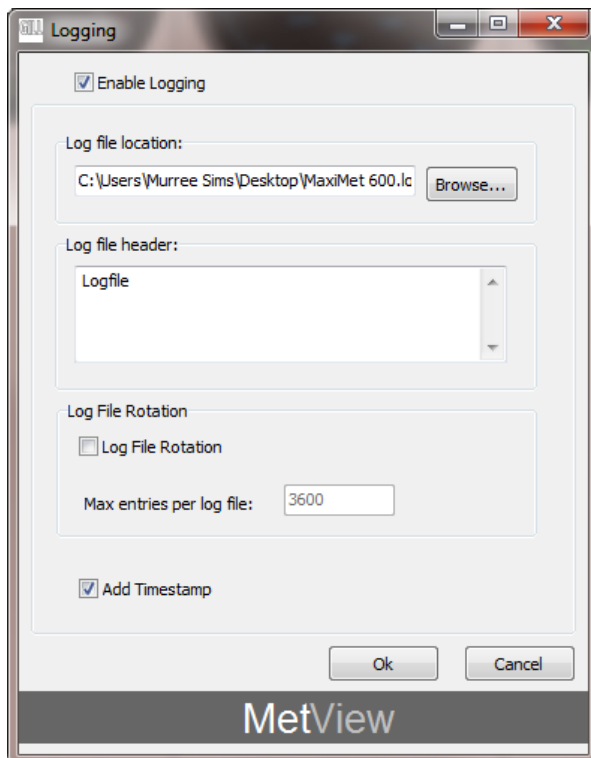 GILL Logging
Enable Logging
Log file location:
C:\Users\Murree Sims\Desktop\MaxiMet 600.lo
Browse...
Log file header:
Logfile
Log File Rotation
Log File Rotation
Max entries per log file: 3600
Add Timestamp
Ok Cancel
MetView